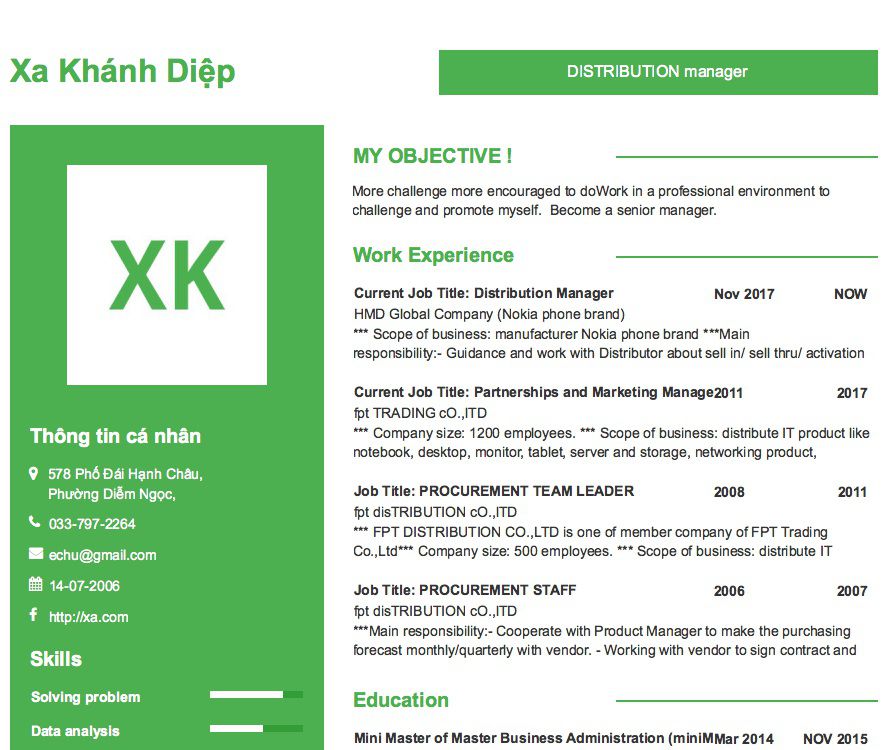 Xa Khánh Diệp
DISTRIBUTION manager
XK
Thông tin cá nhân
578 Phố Đái Hạnh Châu,
Phường Diễm Ngọc,
033-797-2264
echu@gmail.com
14-07-2006
http://xa.com
Skills
Solving problem
Data analysis
MY OBJECTIVE !
More challenge more encouraged to doWork in a professional environment to
challenge and promote myself.  Become a senior manager.
Work Experience
Current Job Title: Distribution Manager Nov 2017 NOW
HMD Global Company (Nokia phone brand)
*** Scope of business: manufacturer Nokia phone brand ***Main
responsibility:- Guidance and work with Distributor about sell in/ sell thru/ activation
Current Job Title: Partnerships and Marketing Manage 2011 2017
fpt TRADING cO.,lTD
*** Company size: 1200 employees. *** Scope of business: distribute IT product like
notebook, desktop, monitor, tablet, server and storage, networking product,
Job Title: PROCUREMENT TEAM LEADER 2008 2011
fpt disTRIBUTION cO.,lTD
*** FPT DISTRIBUTION CO.,LTD is one of member company of FPT Trading
Co.,Ltd*** Company size: 500 employees. *** Scope of business: distribute IT
Job Title: PROCUREMENT STAFF 2006 2007
fpt disTRIBUTION cO.,lTD
***Main responsibility:- Cooperate with Product Manager to make the purchasing
forecast monthly/quarterly with vendor. - Working with vendor to sign contract and
Education
Mini Master of Master Business Administration (miniM Mar 2014 NOV 2015